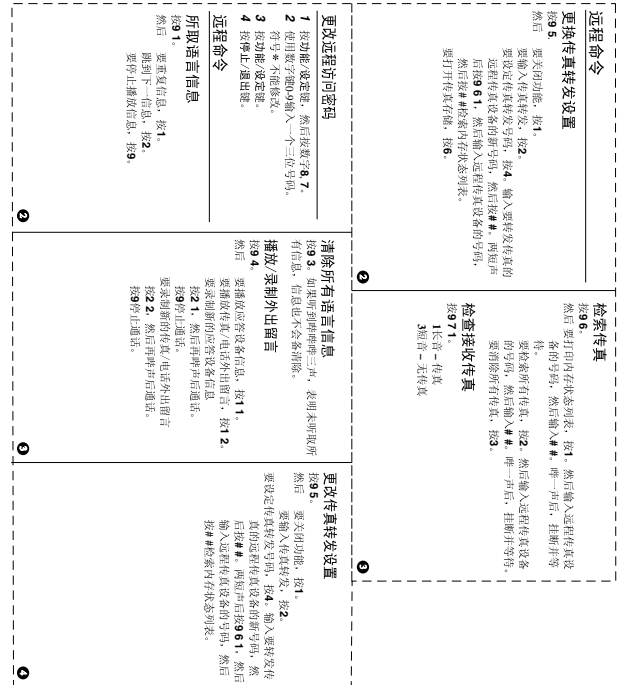 远程命令
更换传真转发设置
按95。
然后 要关闭功能，按1。
要输入传真转发，按2。
要设定传真转发号码，按4。输入要转发传真的
远程传真设备的新号码，然后按##。两短声
后按961，然后输入远程传真设备的号码，
然后按##检索内存状态列表。
要打开传真存储，按6。
2
检索传真
按96。
然后 要打印内存状态列表，按1。然后输入远程传真设
备的号码，然后输入##。哔一声后，挂断并等
待。
要检索所有传真，按2。然后输入远程传真设备
的号码，然后输入##。哔一声后，挂断并等待。
要消除所有传真，按3。
检查接收传真
按971。
1长音－传真
3短音－无传真
3
更改远程访问密码
1 按功能/设定键，然后按数字8,7。
2 使用数字键0-9输入一个三位号码。
符号*不能修改。
3 按功能/设定键。
4 按停止/退出键。
远程命令
所取语言信息
按91。
然后 要重复信息，按1。
跳到下一信息，按2。
要停止播放信息，按9。
2
清除所有语言信息
按93。如果听到哔哔哔三声，表明未听取所
有信息，信息也不会备清除。
播放/录制外出留言
按94。
然后 要播放应答设备信息，按11。
要播放传真/电话外出留言，按12。
要录制新的应答设备信息
按21，然后再哔声后通话。
按9停止通话。
要录制新的传真/电话外出留言
按22，然后再哔声后通话。
按9停止通话。
3
更改传真转发设置
按95。
然后 要关闭功能，按1。
要输入传真转发，按2。
要设定传真转发号码，按4。输入要转发传
真的远程传真设备的新号码，然
后按##。两短声后按961，然后
输入远程传真设备的号码，然后
按##检索内存状态列表。
4